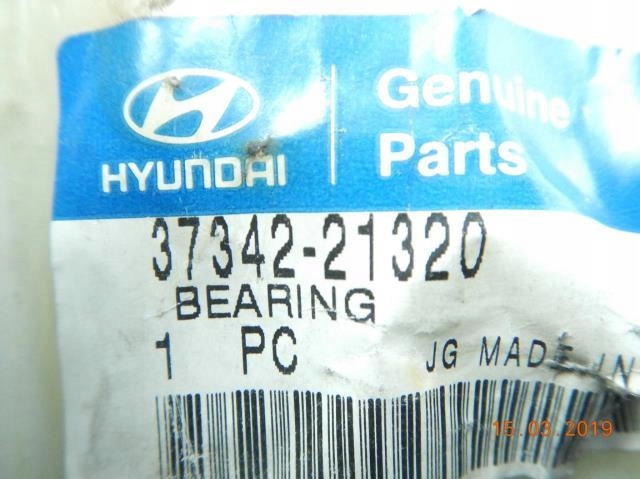 HYUNDAI
Genuine
Parts
37342-21320
BEARING
1 PC JG MADE IN
15.03.2019